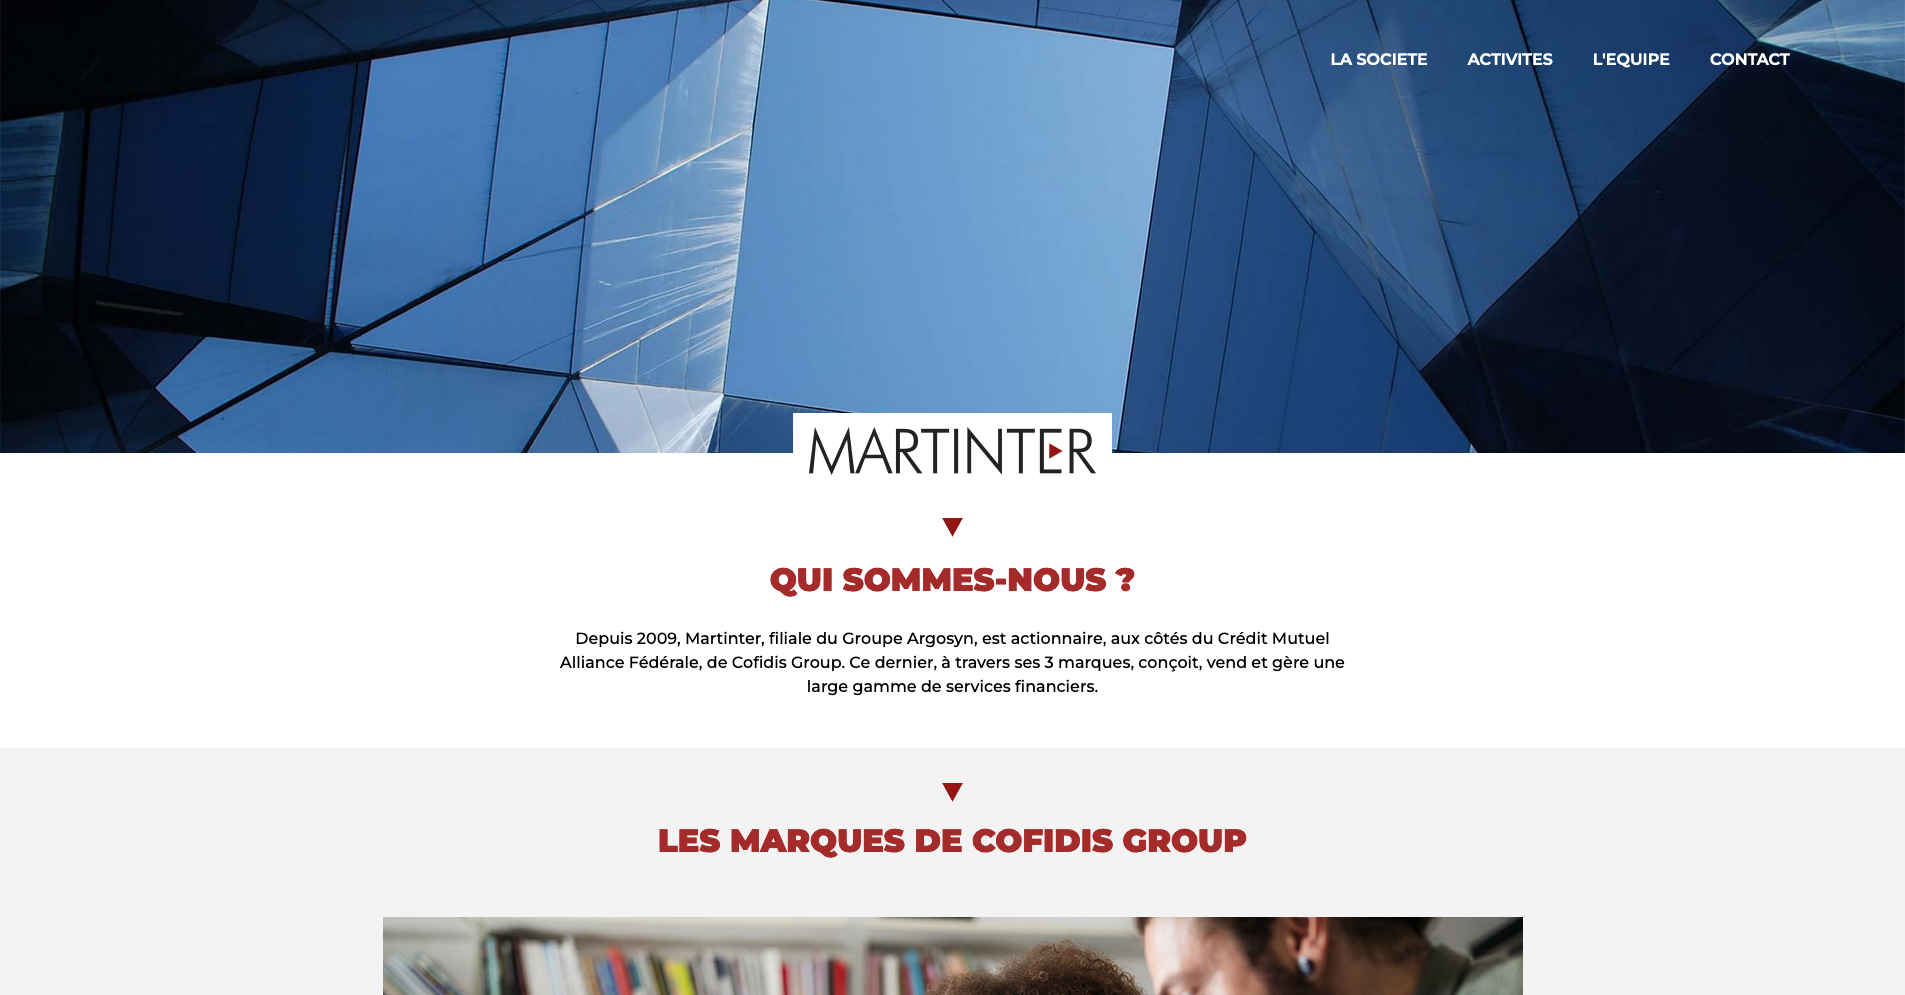 LA SOCIETE ACTIVITES L'EQUIPE CONTACT
MARTINTER
QUI SOMMES-NOUS ?
Depuis 2009, Martinter, filiale du Groupe Argosyn, est actionnaire, aux côtés du Crédit Mutuel
Alliance Fédérale, de Cofidis Group. Ce dernier, à travers ses 3 marques, conçoit, vend et gère une
large gamme de services financiers.
LES MARQUES DE COFIDIS GROUP